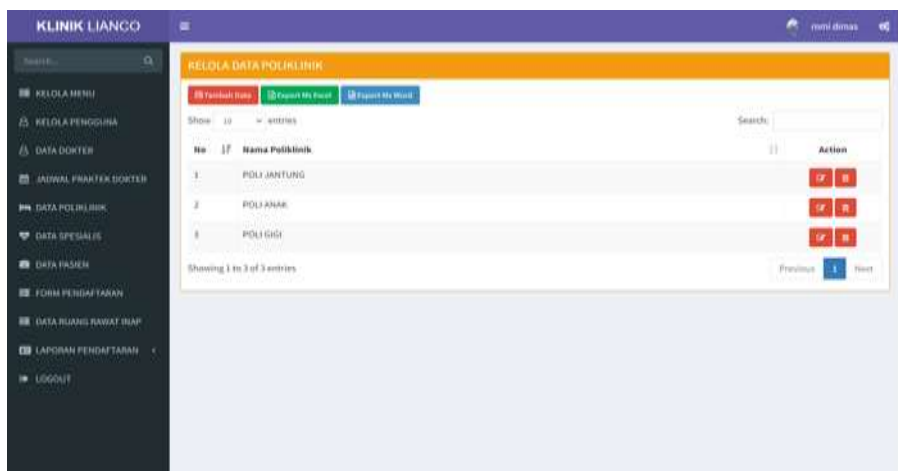 KLINIK LIANCO
rmmi dimas
Search...
KELOLA MENU
KELOLA PENGGUNA
DATA DOKTER
JADWAL PRAKTEK DOKTER
DATA POLIKLINIK
DATA SPESIALIS
DATA PASIEN
FORM PENDAFTARAN
DATA RUANG RAWAT INAP
LAPORAN PENDAFTARAN
LOGOUT
KELOLA DATA POLIKLINIK
Tambah Data Export Ms Excel Export Ms Word
Show 10 entries Search:
No Nama Poliklinik Action
1 POLI JANTUNG
2 POLI ANAK
3 POLI GIGI
Showing 1 to 3 of 3 entries Previous 1 Next